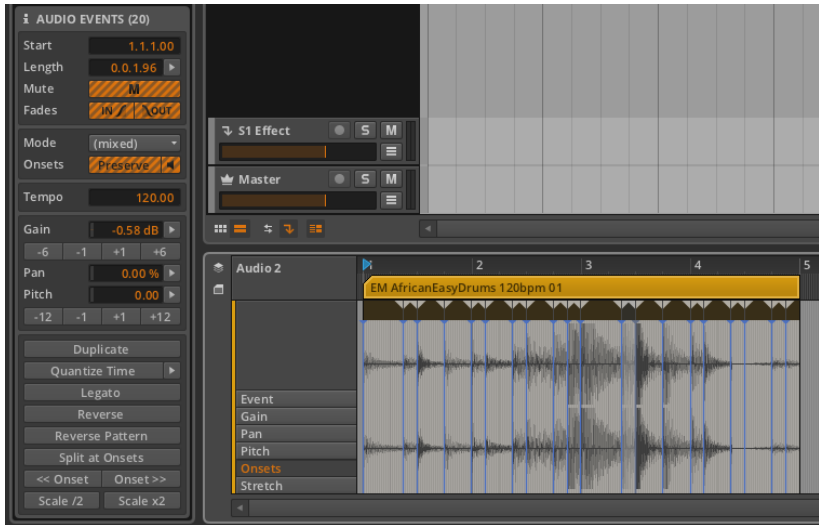 AUDIO EVENTS (20)
Start 1.1.1.00
Length 0.0.1.96
Mute M
Fades IN OUT
Mode (mixed)
Onsets Preserve
Tempo 120.00
Gain -0.58 dB
-6 -1 +1 +6
Pan 0.00 %
Pitch 0.00
-12 -1 +1 +12
Duplicate
Quantize Time
Legato
Reverse
Reverse Pattern
Split at Onsets
<< Onset Onset >>
Scale /2 Scale x2
S1 Effect S M
Master S M
Audio 2
2 3 4 5
EM AfricanEasyDrums 120bpm 01
Event
Gain
Pan
Pitch
Onsets
Stretch